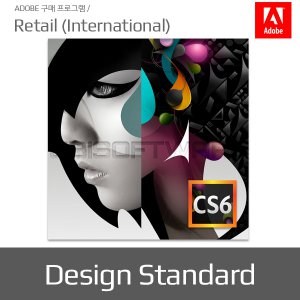 ADOBE 구매 프로그램 /
Retail (International)
Adobe
CS6
Design Standard